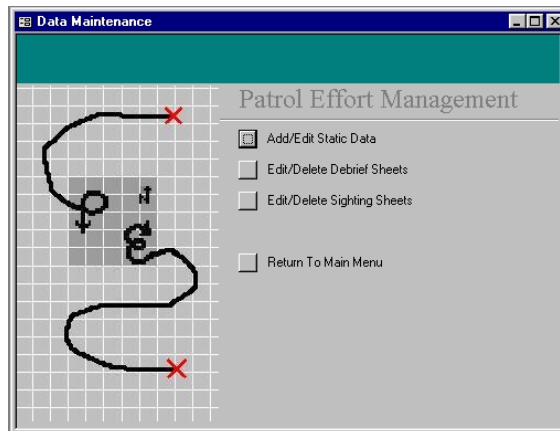 Data Maintenance
Patrol Effort Management
Add/Edit Static Data
Edit/Delete Debrief Sheets
Edit/Delete Sighting Sheets
Return To Main Menu